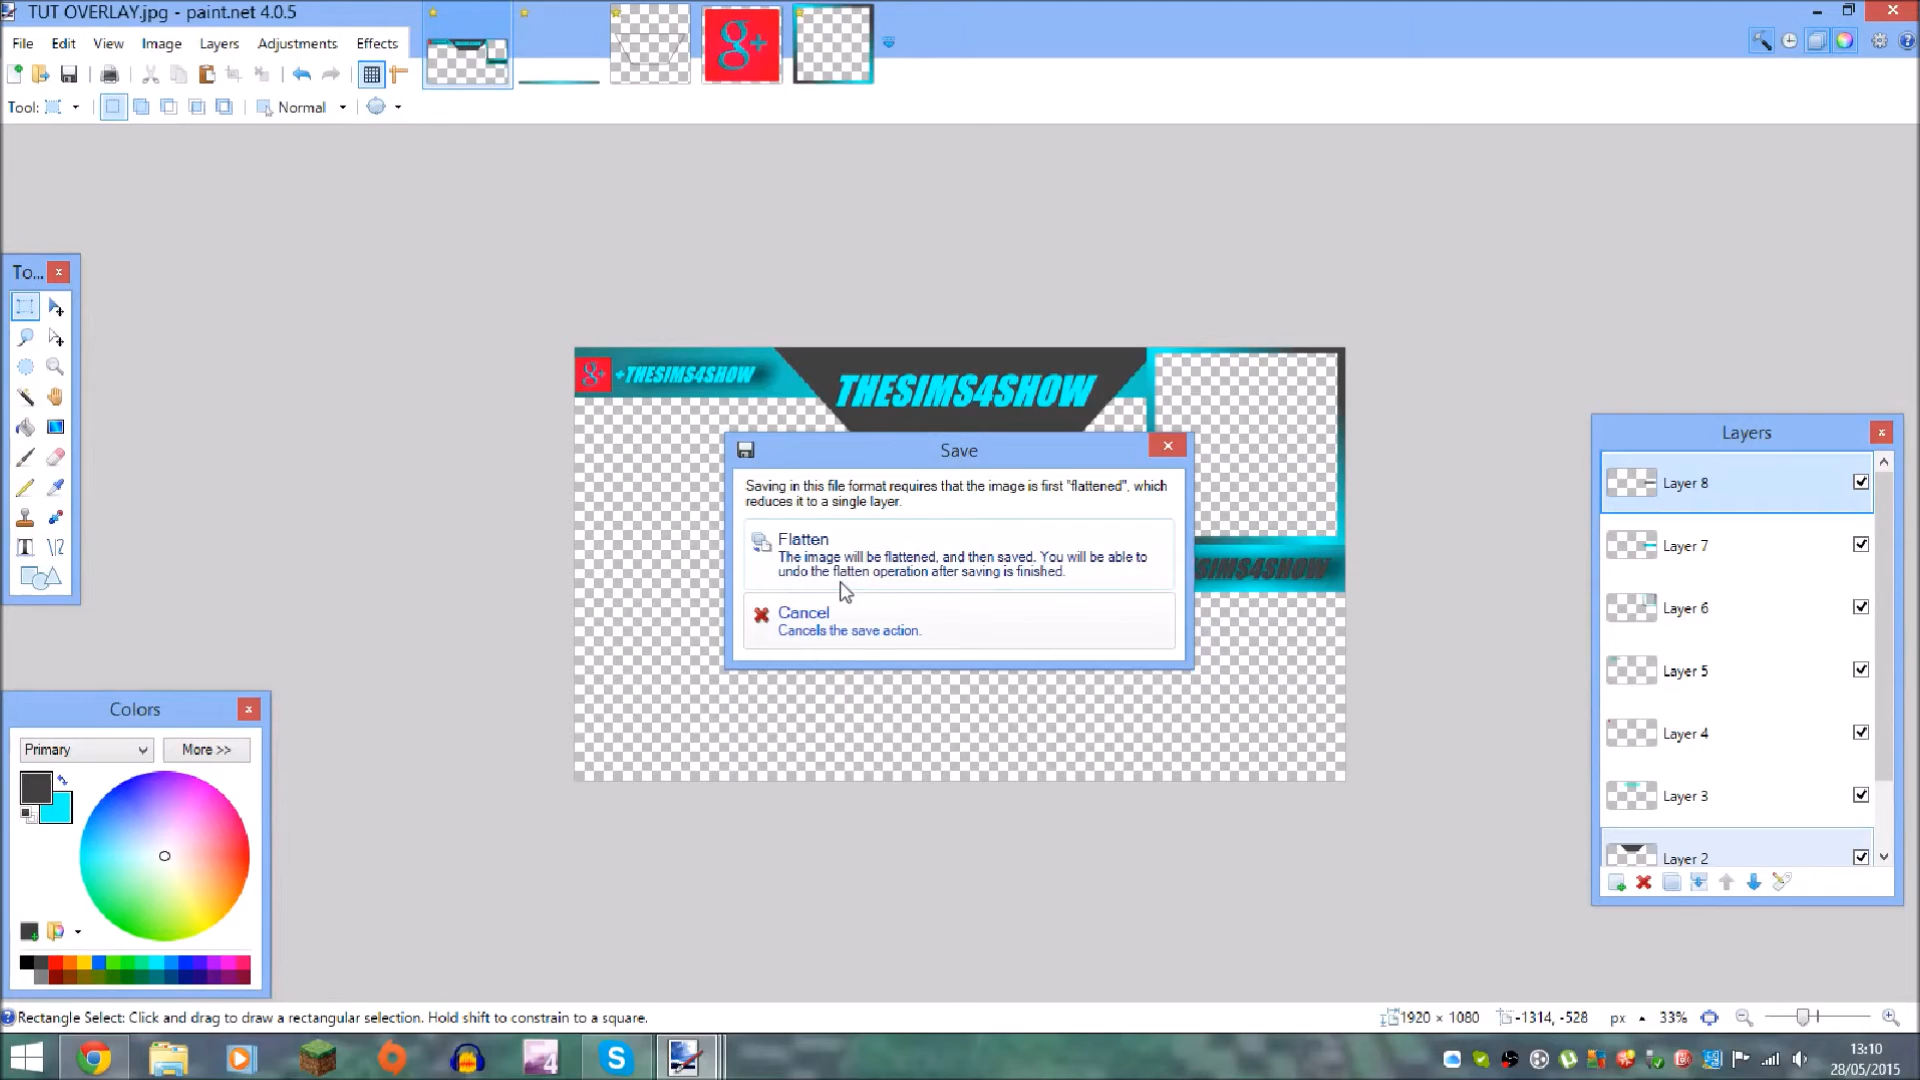 TUT OVERLAY.jpg - paint.net 4.0.5
File Edit View Image Layers Adjustments Effects
Tool:
Normal
g+
To...
g+ +THESIMS4SHOW
THESIMS4SHOW
Save
Saving in this file format requires that the image is first "flattened", which
reduces it to a single layer.
Flatten
The image will be flattened, and then saved. You will be able to
undo the flatten operation after saving is finished.
Cancel
Cancels the save action.
SIMS4SHOW
Layers
Layer 8
Layer 7
Layer 6
Layer 5
Layer 4
Layer 3
Layer 2
Colors
Primary
More >>
Rectangle Select: Click and drag to draw a rectangular selection. Hold shift to constrain to a square.
1920 × 1080
-1314, -528
px
33%
4
S
13:10
28/05/2015